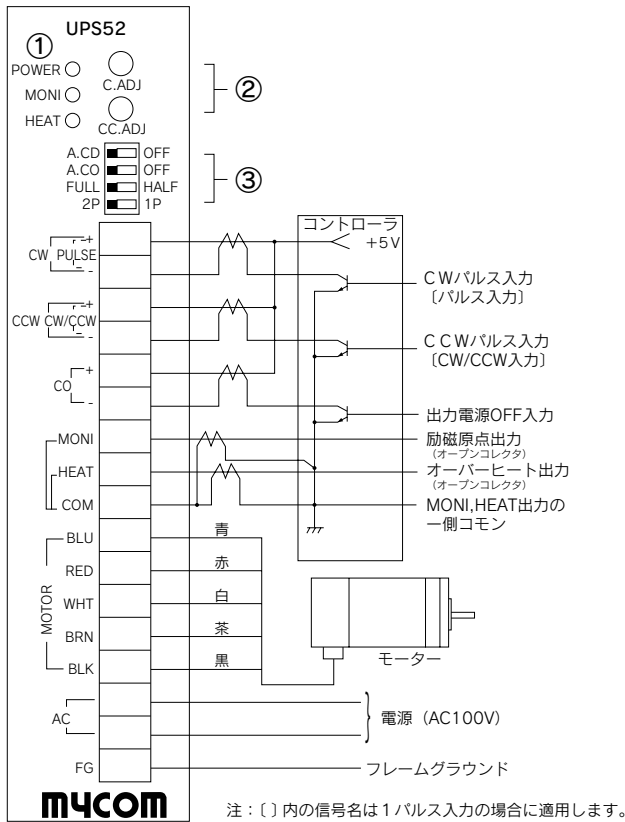 UPS52
①
POWER
MONI
HEAT
C.ADJ
CC.ADJ
②
A.CD OFF
A.CO OFF
FULL HALF
2P 1P
③
コントローラ
+5V
CW PULSE + -
CWパルス入力
〔パルス入力〕
CCW CW/CCW + -
CCWパルス入力
〔CW/CCW入力〕
CO + -
出力電源OFF入力
MONI
励磁原点出力
(オープンコレクタ)
HEAT
オーバーヒート出力
(オープンコレクタ)
COM
MONI,HEAT出力の
ー側コモン
MOTOR
BLU 青
RED 赤
WHT 白
BRN 茶
BLK 黒
モーター
AC
電源（AC100V）
FG
フレームグラウンド
mycom
注：〔 〕内の信号名は１パルス入力の場合に適用します。